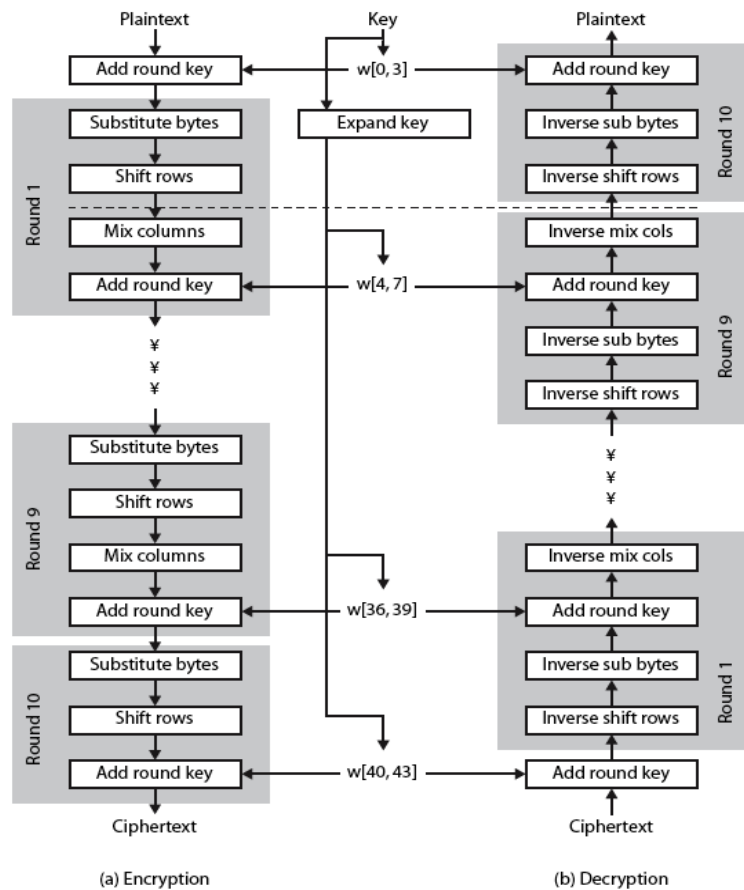 Plaintext
Add round key
Round 1
Substitute bytes
Shift rows
Mix columns
Add round key
¥
¥
¥
Round 9
Substitute bytes
Shift rows
Mix columns
Add round key
Round 10
Substitute bytes
Shift rows
Add round key
Ciphertext
(a) Encryption
Key
w[0, 3]
Expand key
w[4, 7]
w[36, 39]
w[40, 43]
Plaintext
Add round key
Inverse sub bytes
Inverse shift rows
Round 10
Inverse mix cols
Add round key
Inverse sub bytes
Inverse shift rows
Round 9
¥
¥
¥
Inverse mix cols
Add round key
Inverse sub bytes
Inverse shift rows
Round 1
Add round key
Ciphertext
(b) Decryption